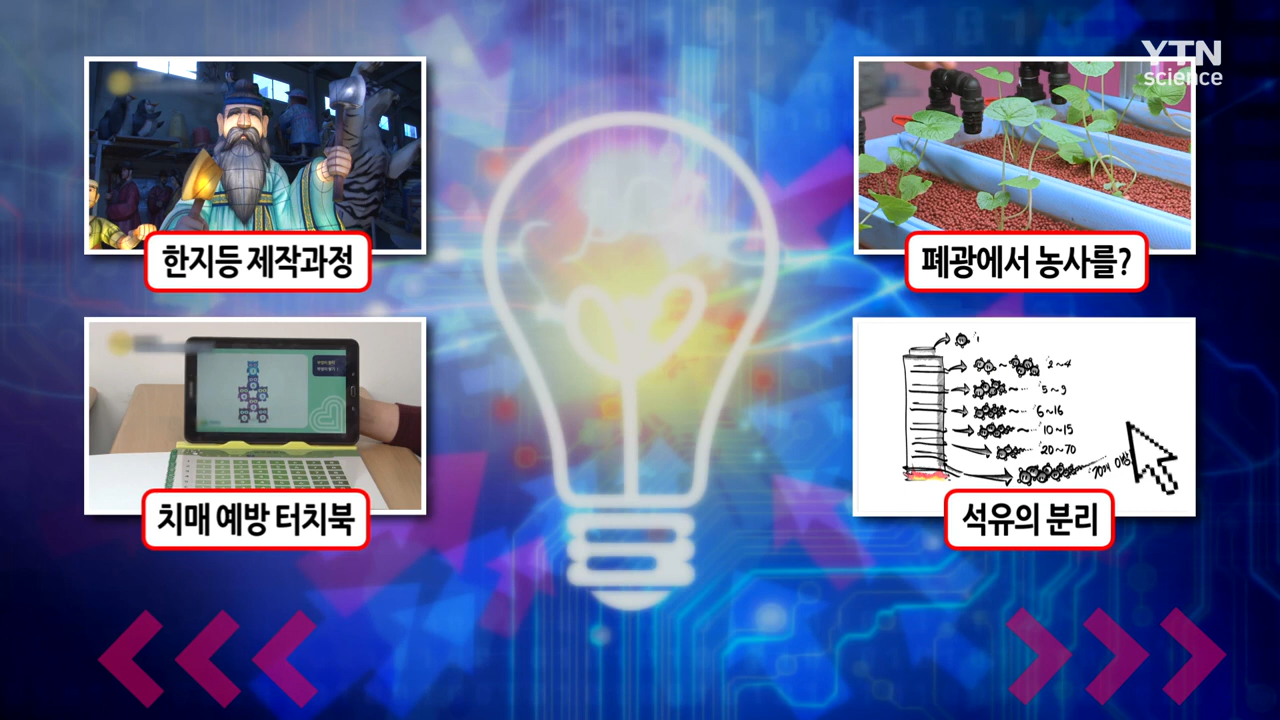 YTN
science
한지등 제작과정
폐광에서 농사를?
치매 예방 터치북
1
~ 2~4
~ 5~9
~ 6~16
~ 10~15
20~70
70개 이상
석유의 분리